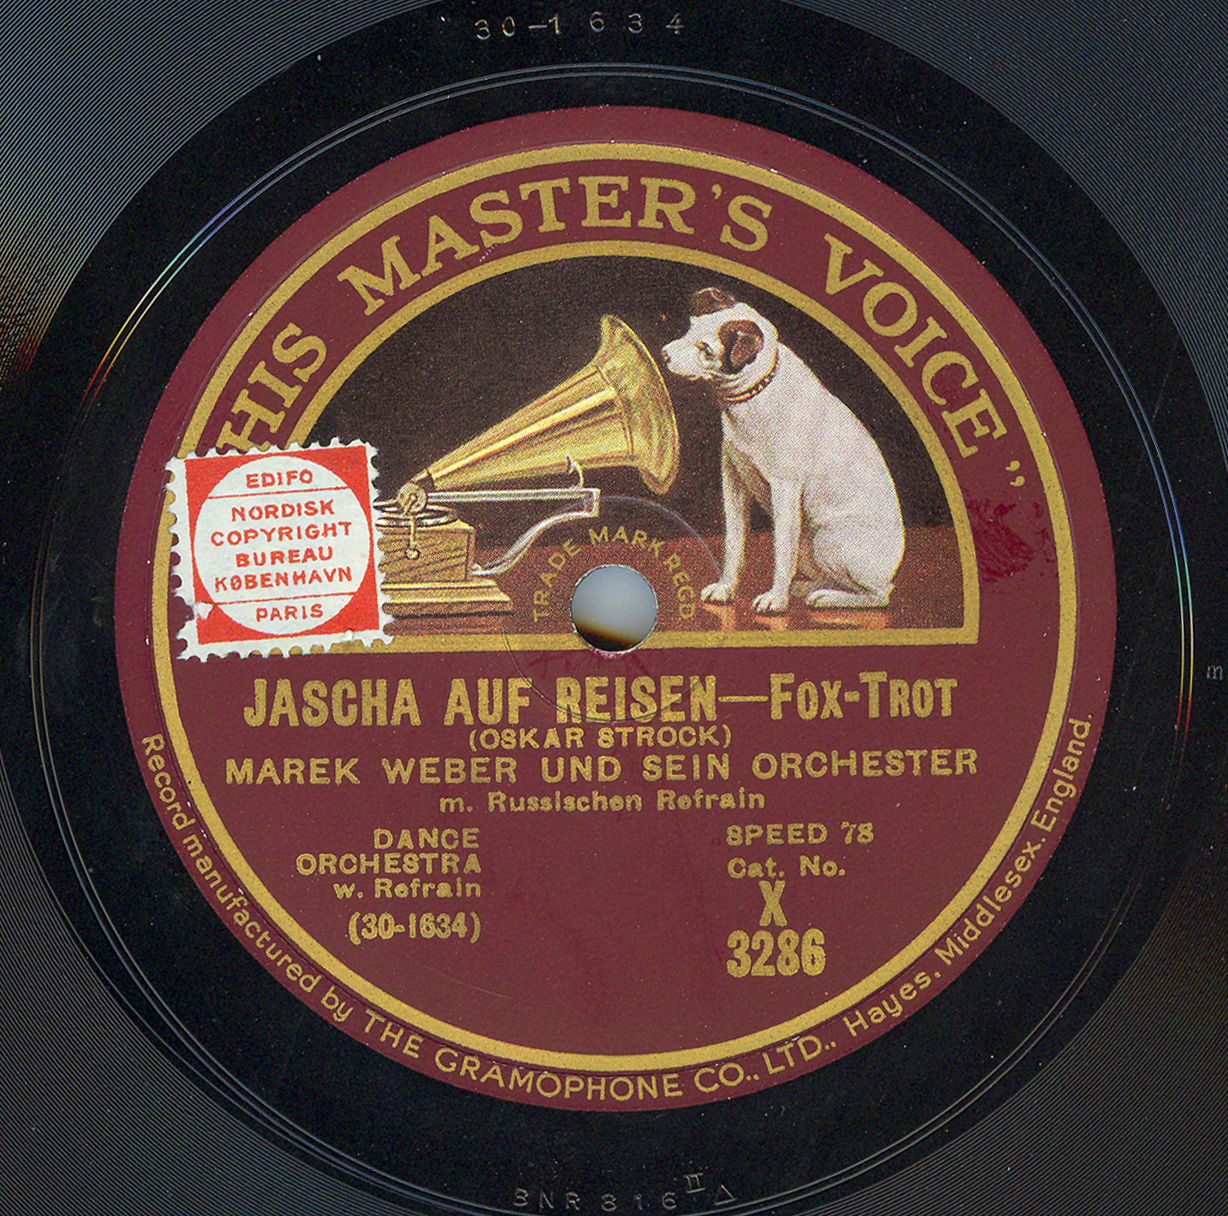 30-1634
HIS MASTER'S VOICE"
EDIFO
NORDISK
COPYRIGHT
BUREAU
KØBENHAVN
PARIS
TRADE MARK REGD
JASCHA AUF REISEN—FOX-TROT
(OSKAR STROCK)
MAREK WEBER UND SEIN ORCHESTER
m. Russischen Refrain
DANCE
ORCHESTRA
w. Refrain
(30-1634)
SPEED 78
Cat. No.
X
3286
Record manufactured by THE GRAMOPHONE CO., LTD., Hayes, Middlesex, England.
BNR 816 II △
m